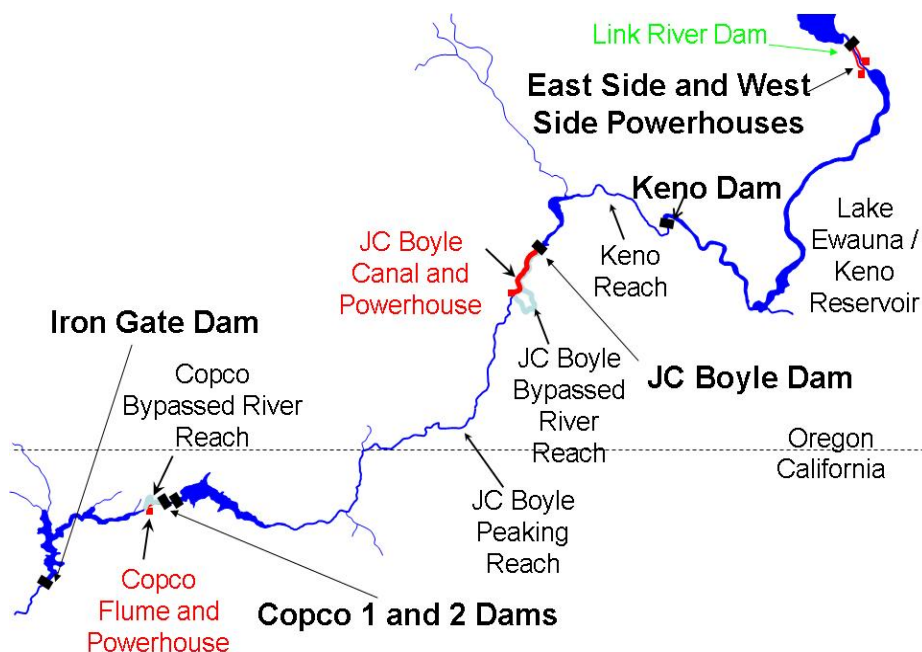 Link River Dam
East Side and West
Side Powerhouses
Keno Dam
Lake
Ewauna /
Keno
Reservoir
Keno
Reach
JC Boyle
Canal and
Powerhouse
Iron Gate Dam
Copco
Bypassed River
Reach
JC Boyle
Bypassed
River
Reach
JC Boyle Dam
Oregon
California
JC Boyle
Peaking
Reach
Copco
Flume and
Powerhouse
Copco 1 and 2 Dams